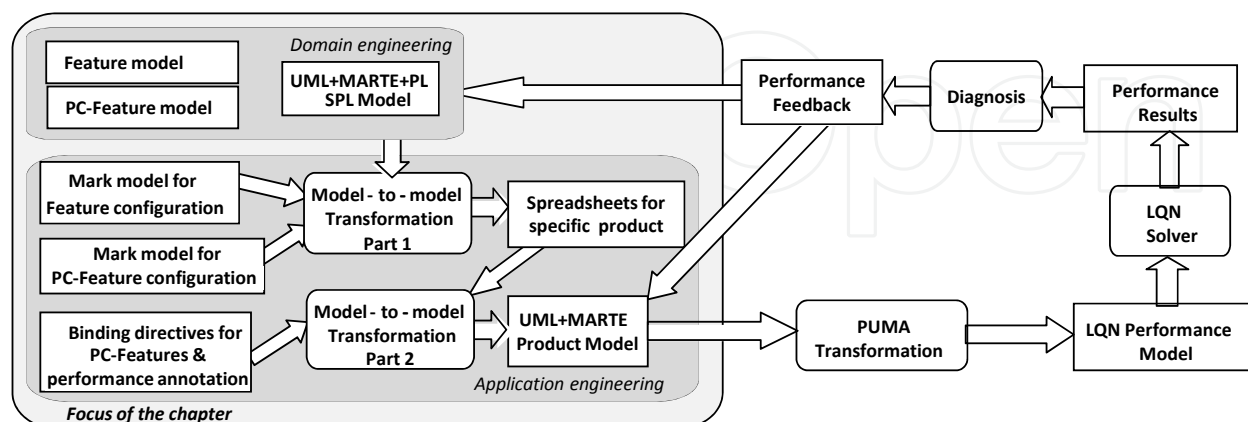 Domain engineering
Feature model
PC-Feature model
UML+MARTE+PL
SPL Model
Performance
Feedback
Diagnosis
Performance
Results
Open
Mark model for
Feature configuration
Mark model for
PC-Feature configuration
Model - to - model
Transformation
Part 1
Spreadsheets for
specific product
LQN
Solver
Binding directives for
PC-Features &
performance annotation
Model - to - model
Transformation
Part 2
UML+MARTE
Product Model
PUMA
Transformation
LQN Performance
Model
Application engineering
Focus of the chapter